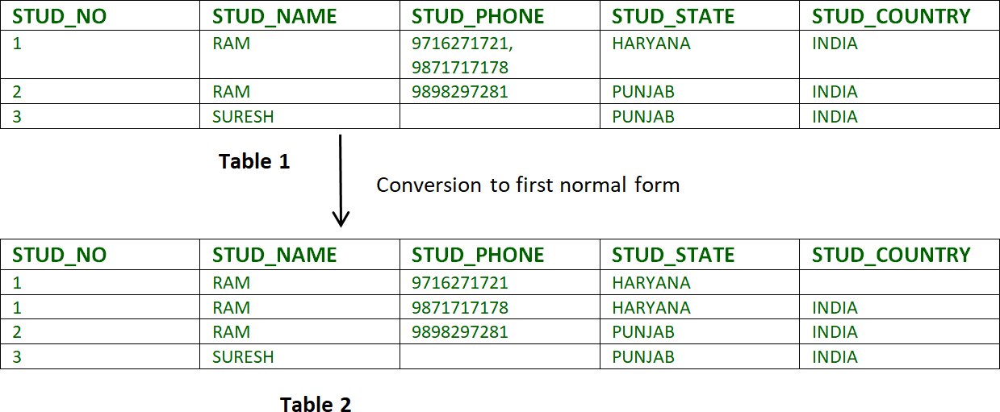 STUD_NO STUD_NAME STUD_PHONE STUD_STATE STUD_COUNTRY
1 RAM 9716271721, HARYANA INDIA
9871717178
2 RAM 9898297281 PUNJAB INDIA
3 SURESH PUNJAB INDIA
Table 1
Conversion to first normal form
STUD_NO STUD_NAME STUD_PHONE STUD_STATE STUD_COUNTRY
1 RAM 9716271721 HARYANA
1 RAM 9871717178 HARYANA INDIA
2 RAM 9898297281 PUNJAB INDIA
3 SURESH PUNJAB INDIA
Table 2